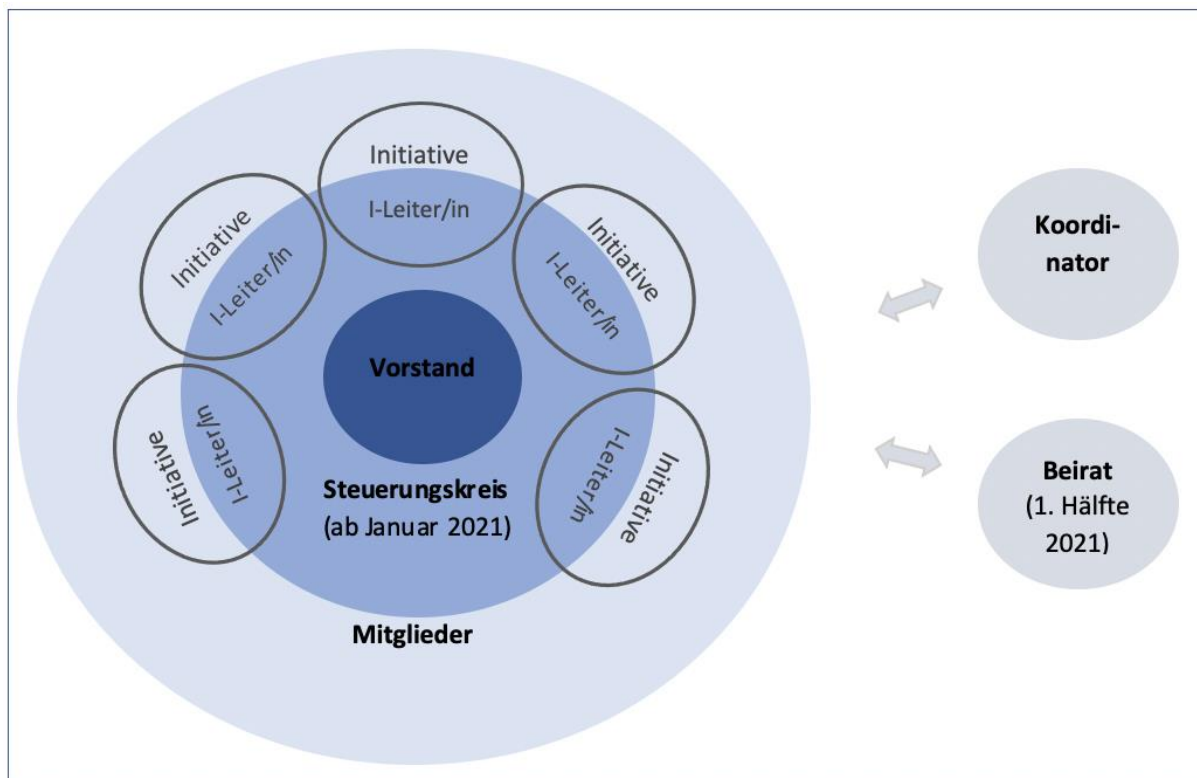 Initiative
I-Leiter/in
Initiative
I-Leiter/in
Initiative
I-Leiter/in
Initiative
I-Leiter/in
Initiative
I-Leiter/in
Vorstand
Steuerungskreis
(ab Januar 2021)
Mitglieder
Koordi-
nator
Beirat
(1. Hälfte
2021)